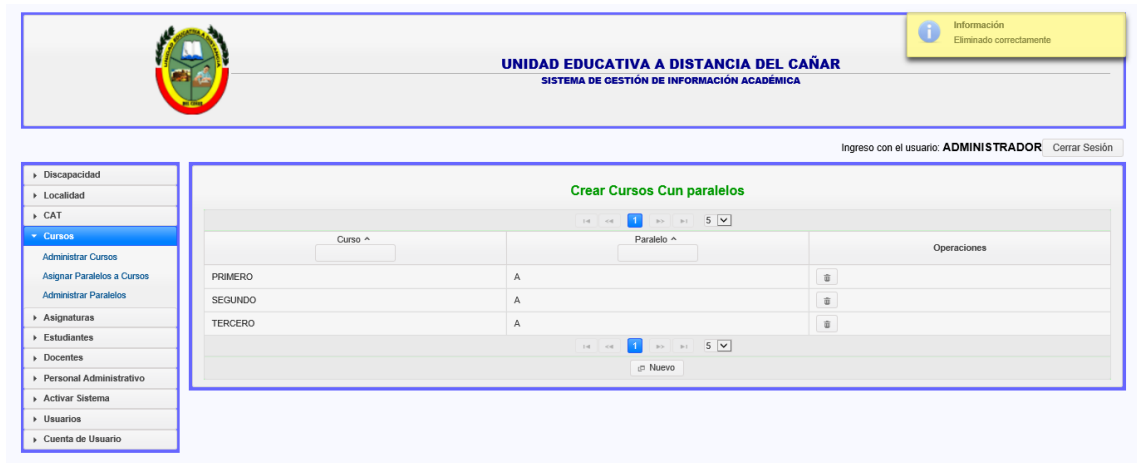 Información
Eliminado correctamente
UNIDAD EDUCATIVA A DISTANCIA DEL CAÑAR
SISTEMA DE GESTIÓN DE INFORMACIÓN ACADÉMICA
Ingreso con el usuario: ADMINISTRADOR Cerrar Sesión
Discapacidad
Localidad
CAT
Cursos
Administrar Cursos
Asignar Paralelos a Cursos
Administrar Paralelos
Asignaturas
Estudiantes
Docentes
Personal Administrativo
Activar Sistema
Usuarios
Cuenta de Usuario
Crear Cursos Cun paralelos
1 5
Curso Paralelo Operaciones
PRIMERO A
SEGUNDO A
TERCERO A
1 5
Nuevo